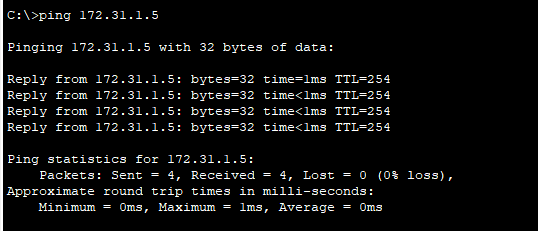 C:\>ping 172.31.1.5
Pinging 172.31.1.5 with 32 bytes of data:
Reply from 172.31.1.5: bytes=32 time=1ms TTL=254
Reply from 172.31.1.5: bytes=32 time<1ms TTL=254
Reply from 172.31.1.5: bytes=32 time<1ms TTL=254
Reply from 172.31.1.5: bytes=32 time<1ms TTL=254
Ping statistics for 172.31.1.5:
    Packets: Sent = 4, Received = 4, Lost = 0 (0% loss),
Approximate round trip times in milli-seconds:
    Minimum = 0ms, Maximum = 1ms, Average = 0ms